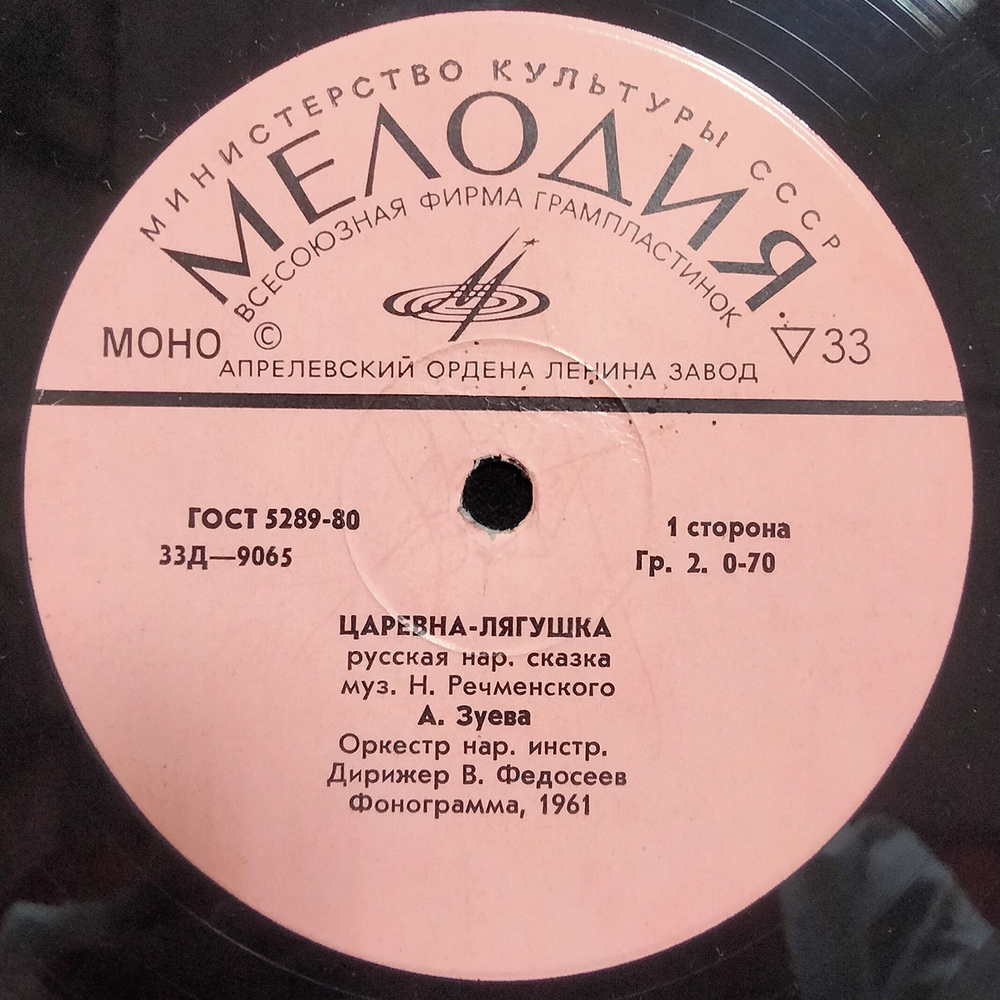 МИНИСТЕРСТВО КУЛЬТУРЫ СССР
МЕЛОДИЯ
ВСЕСОЮЗНАЯ ФИРМА ГРАМПЛАСТИНОК
МОНО © ▽33
АПРЕЛЕВСКИЙ ОРДЕНА ЛЕНИНА ЗАВОД
ГОСТ 5289-80
33Д—9065
1 сторона
Гр. 2. 0-70
ЦАРЕВНА-ЛЯГУШКА
русская нар. сказка
муз. Н. Речменского
А. Зуева
Оркестр нар. инстр.
Дирижер В. Федосеев
Фонограмма, 1961